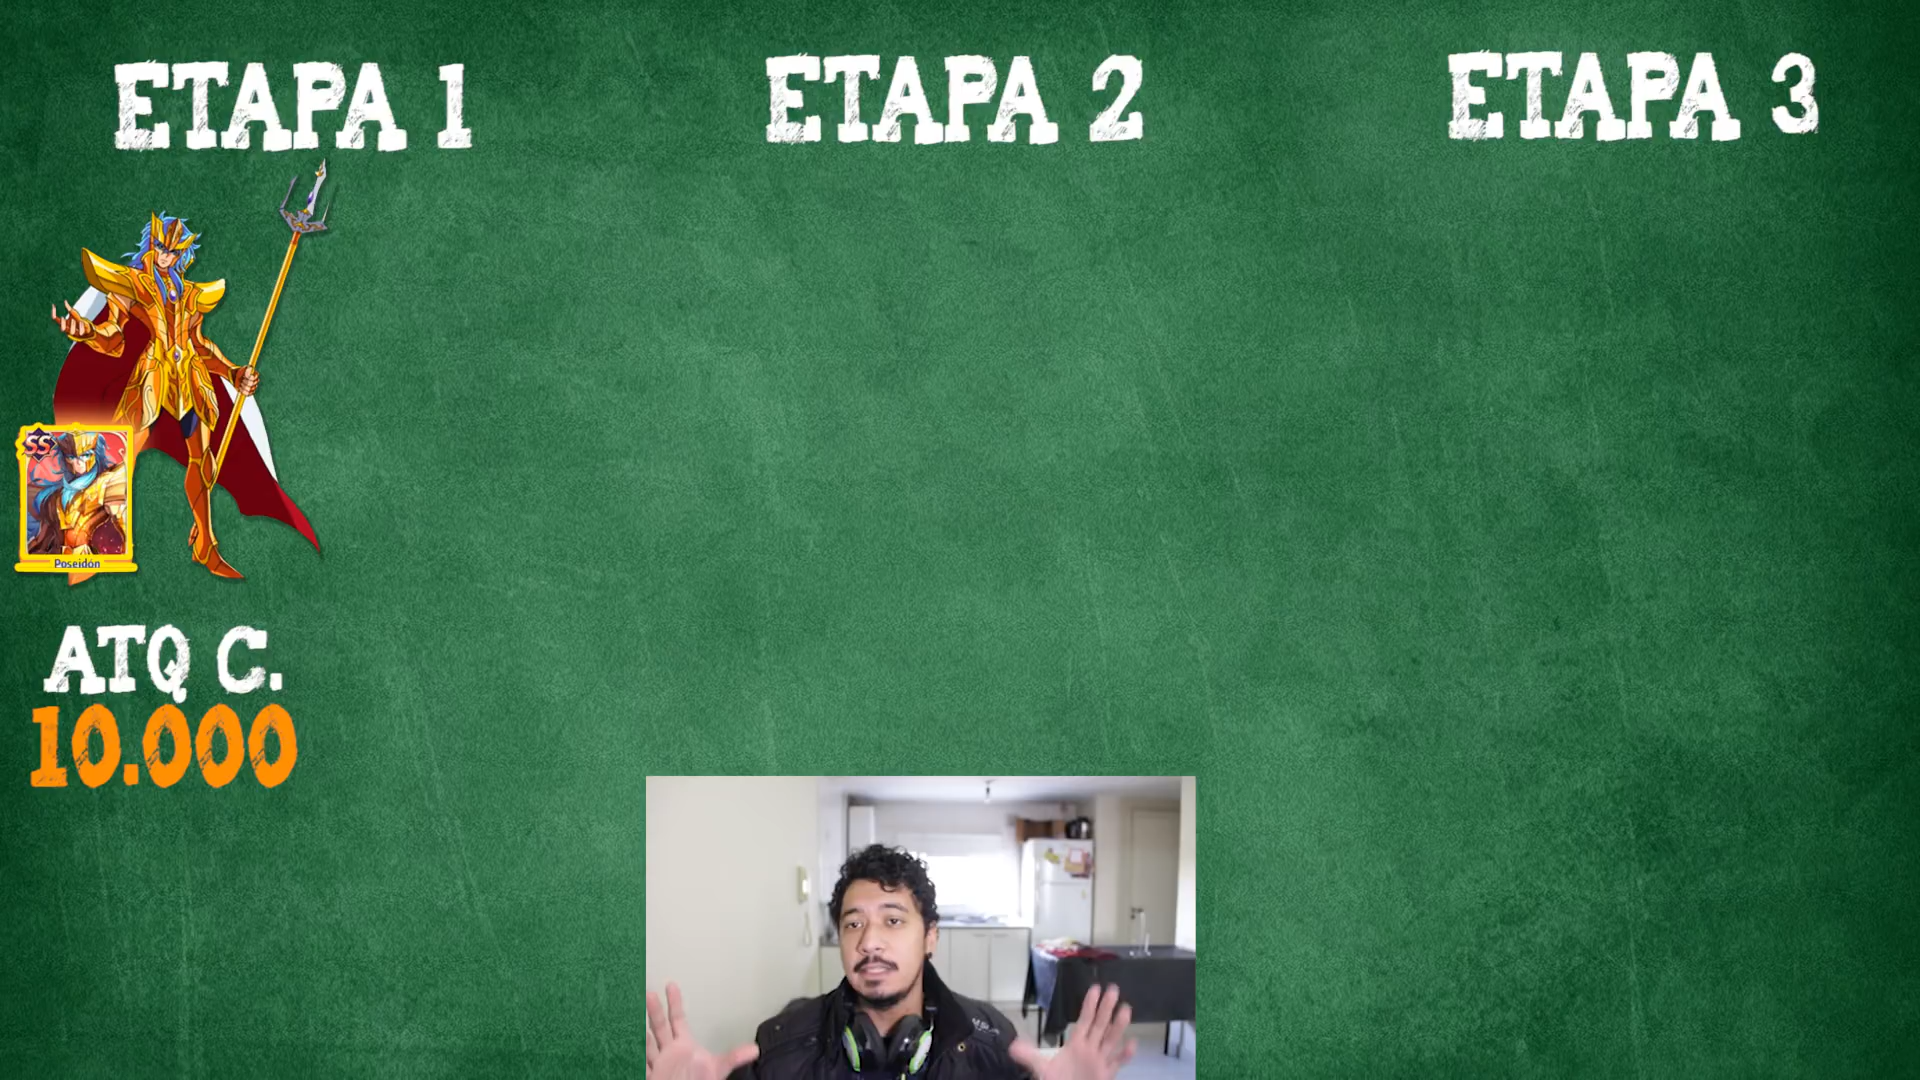 ETAPA 1
ETAPA 2
ETAPA 3
SS
Poseidón
ATQ C.
10.000